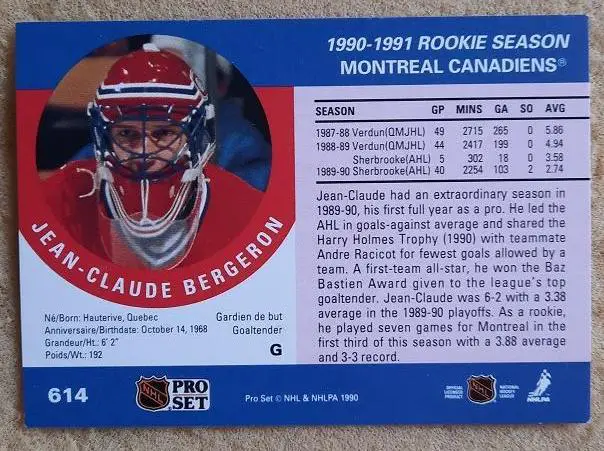 1990-1991 ROOKIE SEASON
MONTREAL CANADIENS®
SEASON GP MINS GA SO AVG
1987-88 Verdun(QMJHL) 49 2715 265 0 5.86
1988-89 Verdun(QMJHL) 44 2417 199 0 4.94
Sherbrooke(AHL) 5 302 18 0 3.58
1989-90 Sherbrooke(AHL) 40 2254 103 2 2.74
Jean-Claude had an extraordinary season in
1989-90, his first full year as a pro. He led the
AHL in goals-against average and shared the
Harry Holmes Trophy (1990) with teammate
Andre Racicot for fewest goals allowed by a
team. A first-team all-star, he won the Baz
Bastien Award given to the league's top
goaltender. Jean-Claude was 6-2 with a 3.38
average in the 1989-90 playoffs. As a rookie,
he played seven games for Montreal in the
first third of this season with a 3.88 average
and 3-3 record.
JEAN-CLAUDE BERGERON
Né/Born: Hauterive, Quebec
Anniversaire/Birthdate: October 14, 1968
Grandeur/Ht.: 6' 2"
Poids/Wt.: 192
Gardien de but
Goaltender
G
614
NHL
PRO
SET
Pro Set © NHL & NHLPA 1990
OFFICIAL
LICENSED
PRODUCT
NHL
NATIONAL
HOCKEY
LEAGUE
NHLPA